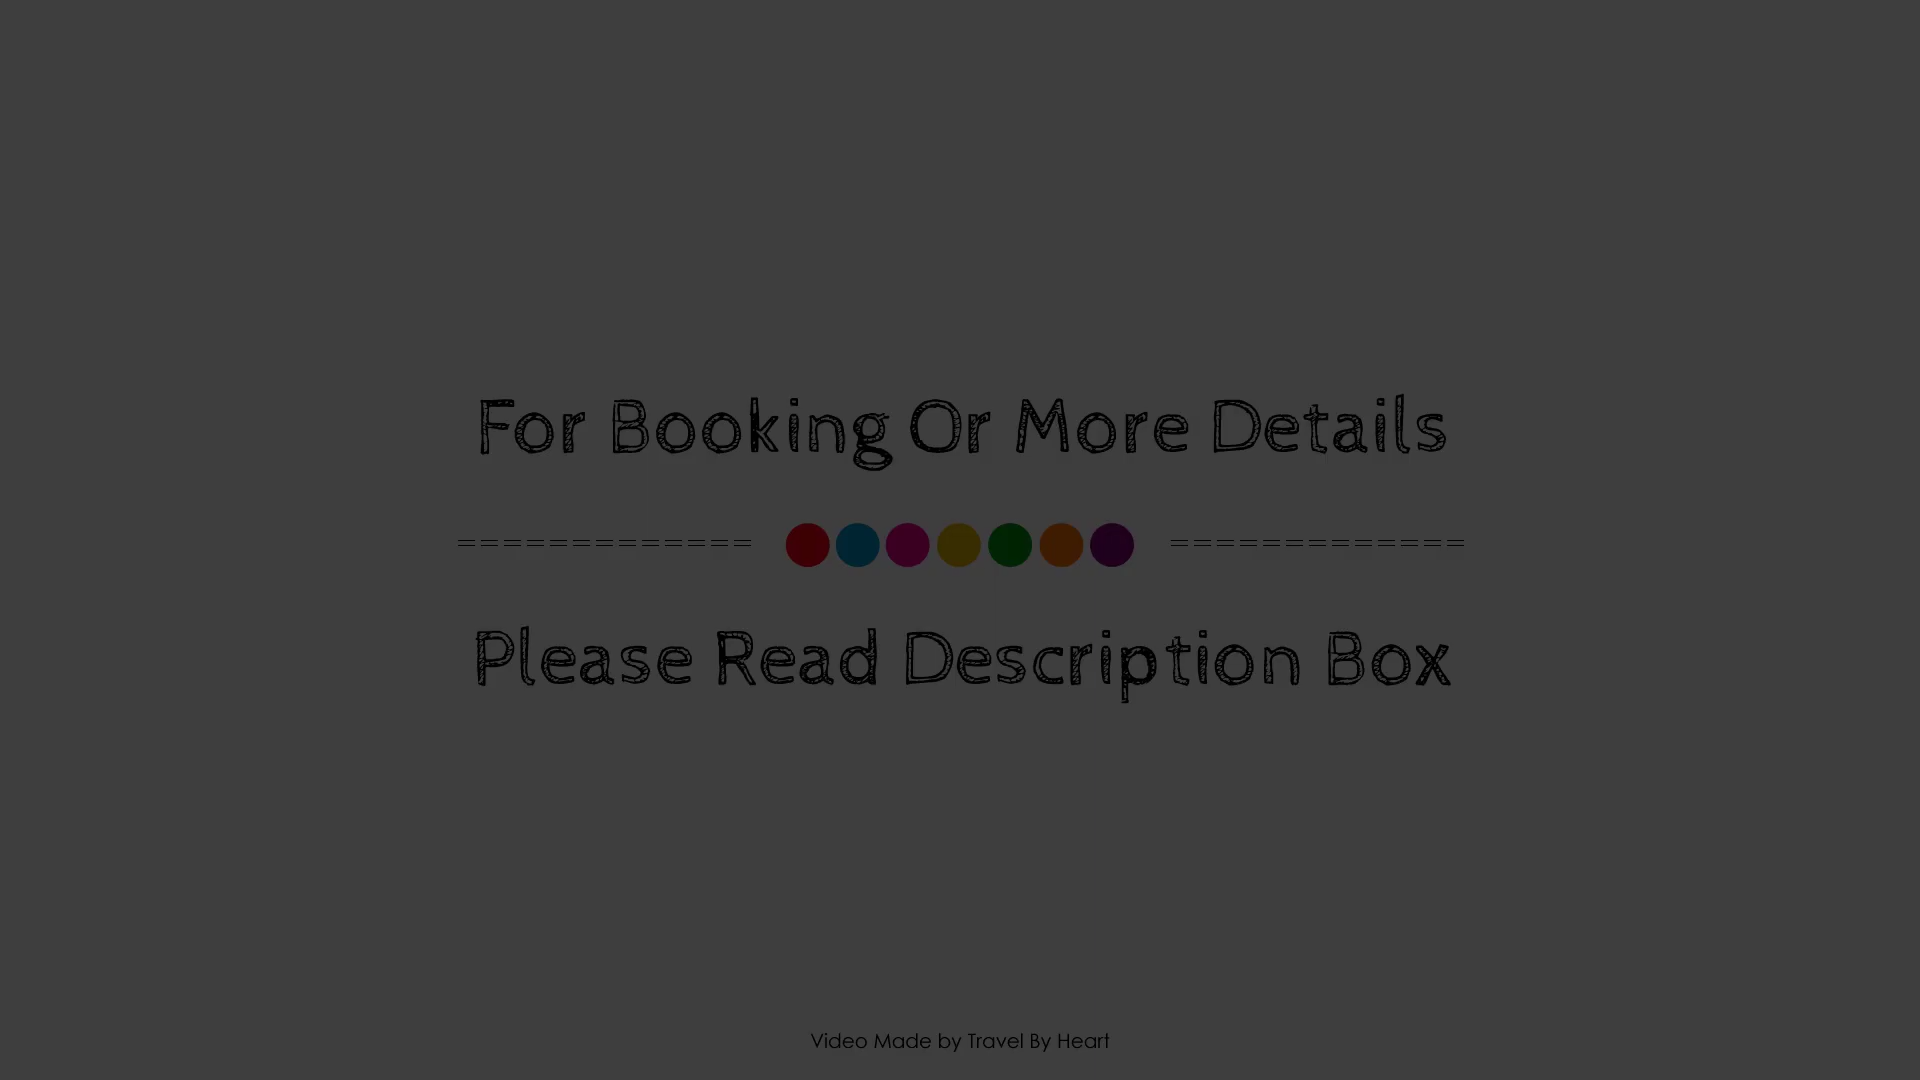 For Booking Or More Details
============= =============
Please Read Description Box
Video Made by Travel By Heart